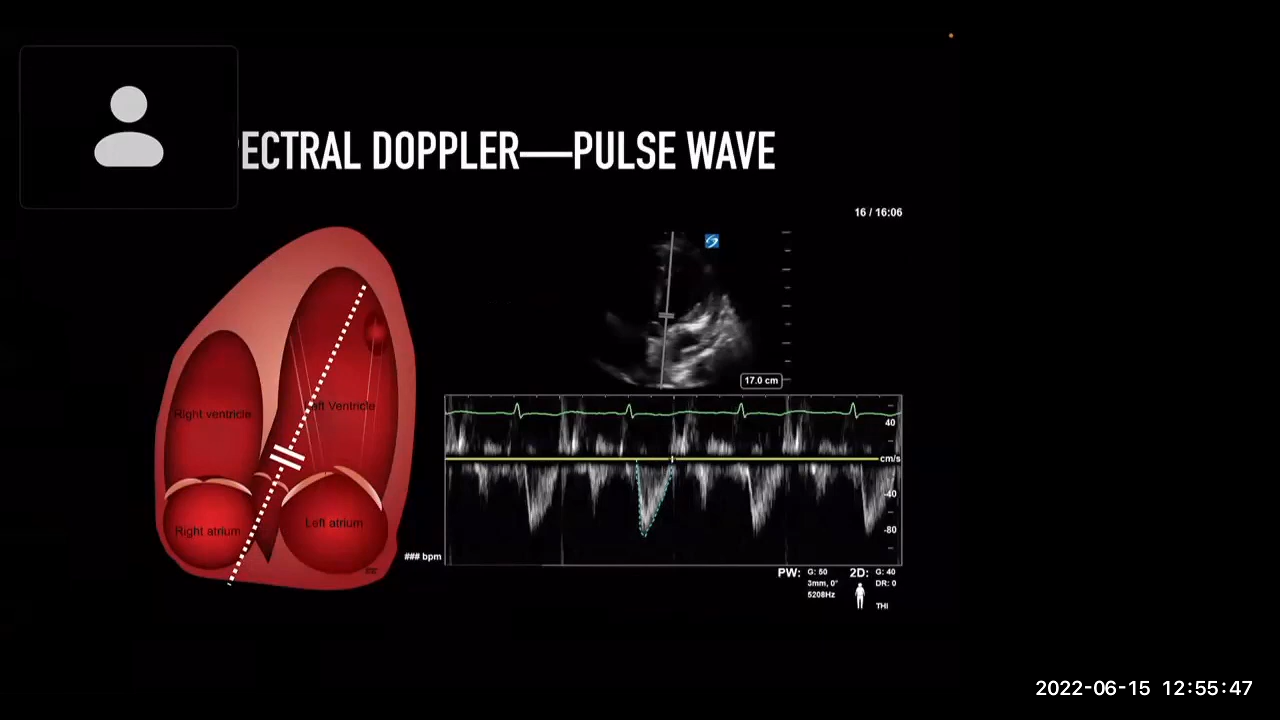 PECTRAL DOPPLER—PULSE WAVE
16 / 16:06
17.0 cm
Right ventricle
Left Ventricle
Right atrium
Left atrium
40
cm/s
-40
-80
### bpm
PW:
G: 50
3mm, 0°
5208Hz
2D:
G: 40
DR: 0
THI
2022-06-15 12:55:47